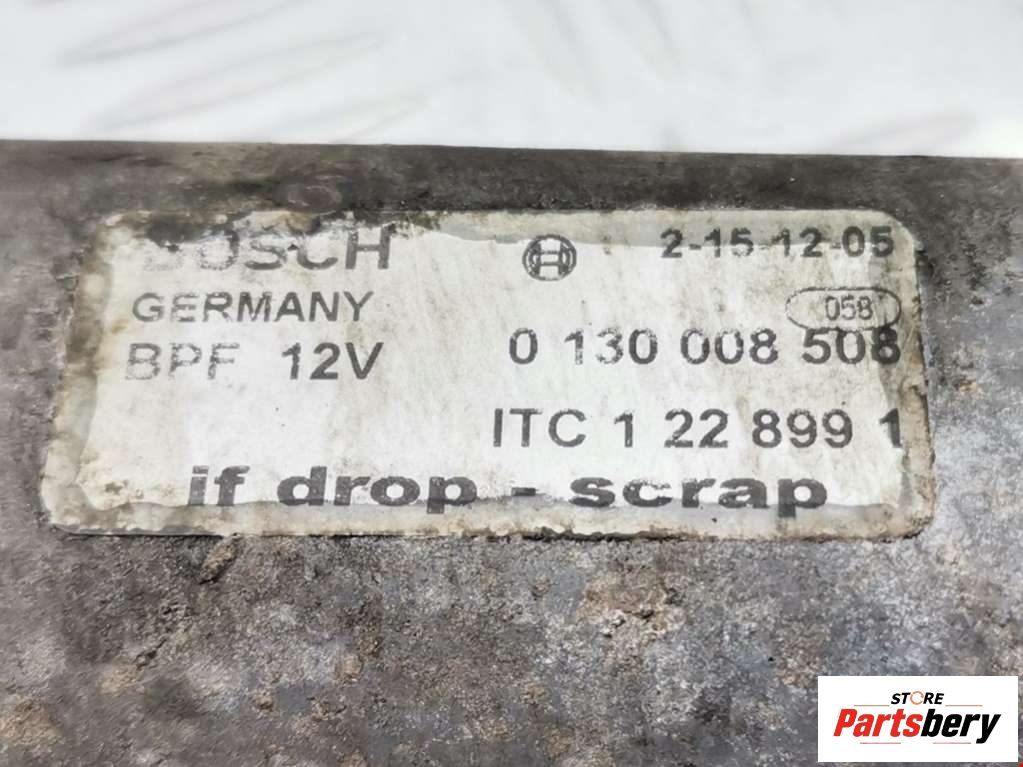 BOSCH 2-15-12-05
GERMANY 058
BPF 12V 0 130 008 508
ITC 1 22 899 1
if drop - scrap
STORE
Partsbery